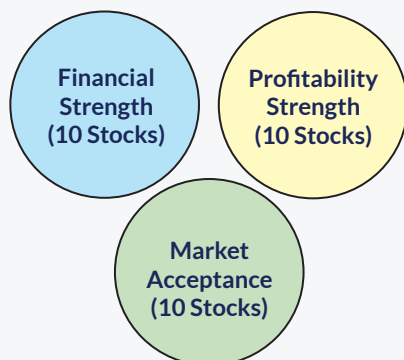 Financial
Strength
(10 Stocks)
Profitability
Strength
(10 Stocks)
Market
Acceptance
(10 Stocks)